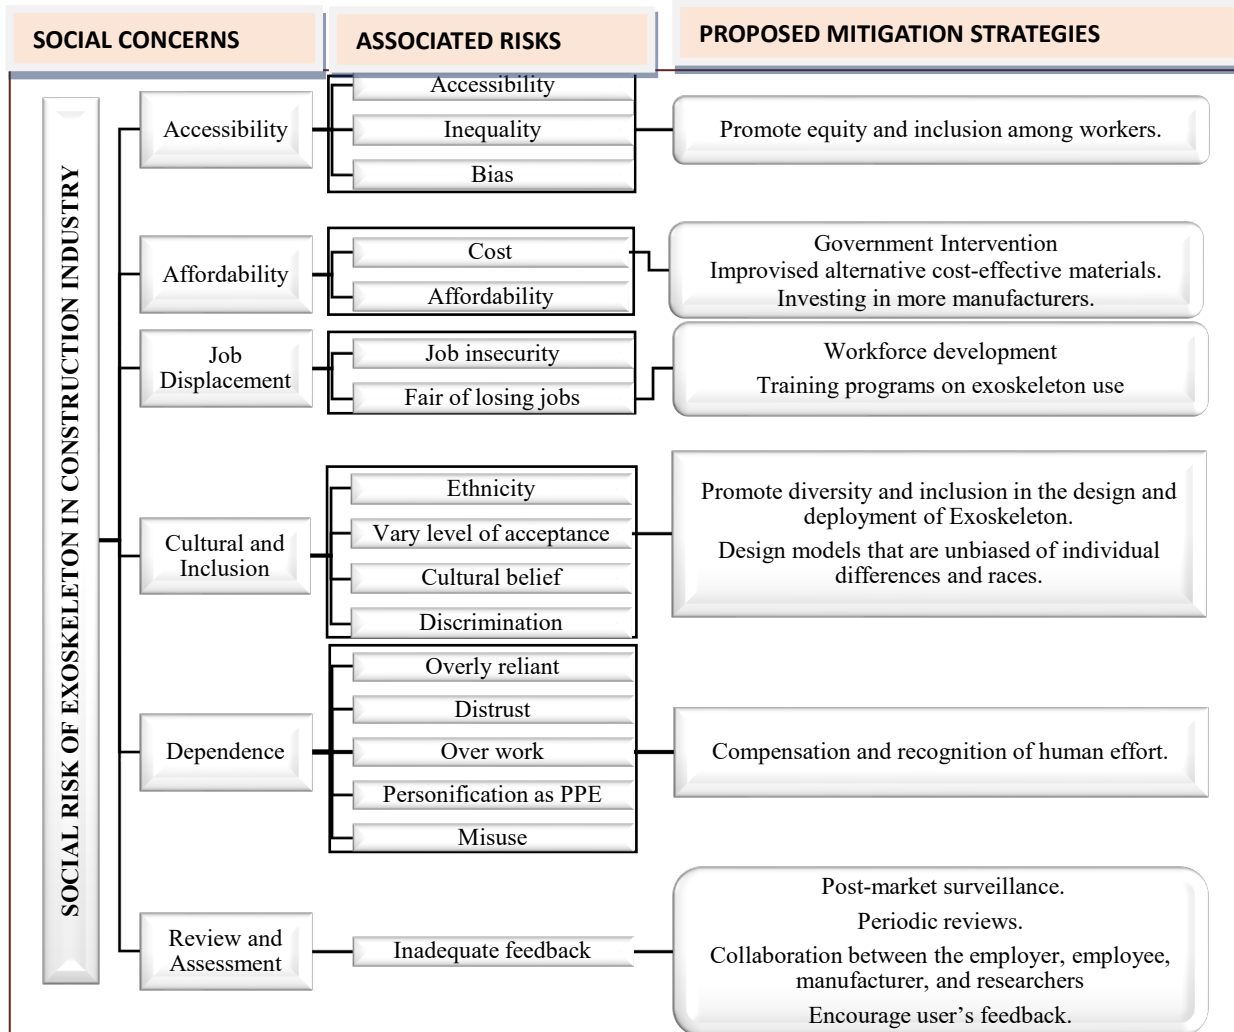 SOCIAL CONCERNS
ASSOCIATED RISKS
PROPOSED MITIGATION STRATEGIES
SOCIAL RISK OF EXOSKELETON IN CONSTRUCTION INDUSTRY
Accessibility
Accessibility
Inequality
Bias
Promote equity and inclusion among workers.
Affordability
Cost
Affordability
Government Intervention
Improvised alternative cost-effective materials.
Investing in more manufacturers.
Job
Displacement
Job insecurity
Fair of losing jobs
Workforce development
Training programs on exoskeleton use
Cultural and
Inclusion
Ethnicity
Vary level of acceptance
Cultural belief
Discrimination
Promote diversity and inclusion in the design and
deployment of Exoskeleton.
Design models that are unbiased of individual
differences and races.
Dependence
Overly reliant
Distrust
Over work
Personification as PPE
Misuse
Compensation and recognition of human effort.
Review and
Assessment
Inadequate feedback
Post-market surveillance.
Periodic reviews.
Collaboration between the employer, employee,
manufacturer, and researchers
Encourage user’s feedback.